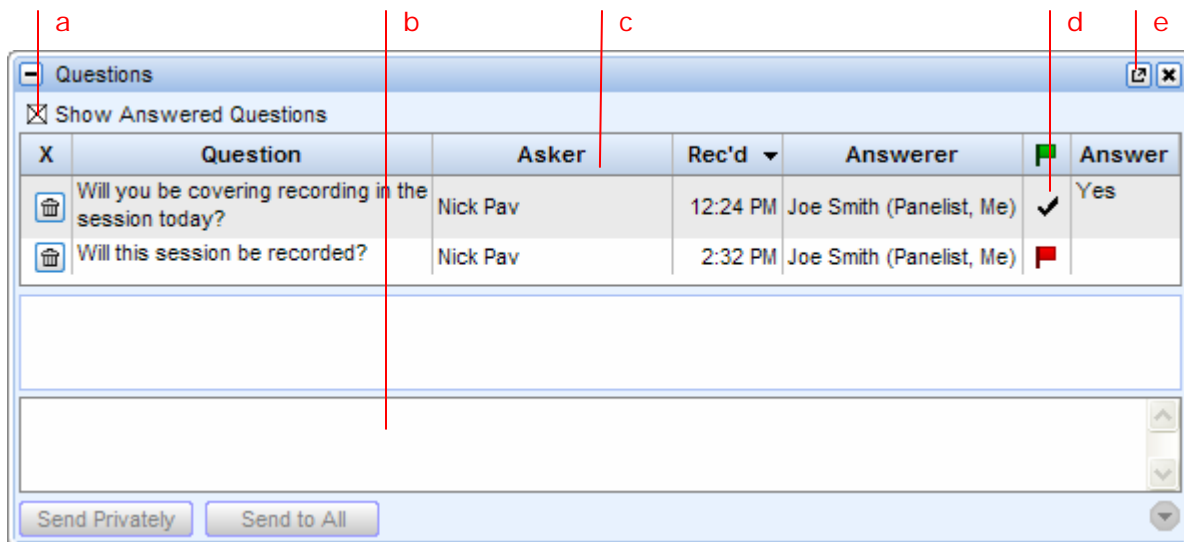 a b c d e
Questions
Show Answered Questions
X Question Asker Rec'd Answerer Answer
Will you be covering recording in the
session today?
Nick Pav 12:24 PM Joe Smith (Panelist, Me) Yes
Will this session be recorded? Nick Pav 2:32 PM Joe Smith (Panelist, Me)
Send Privately Send to All